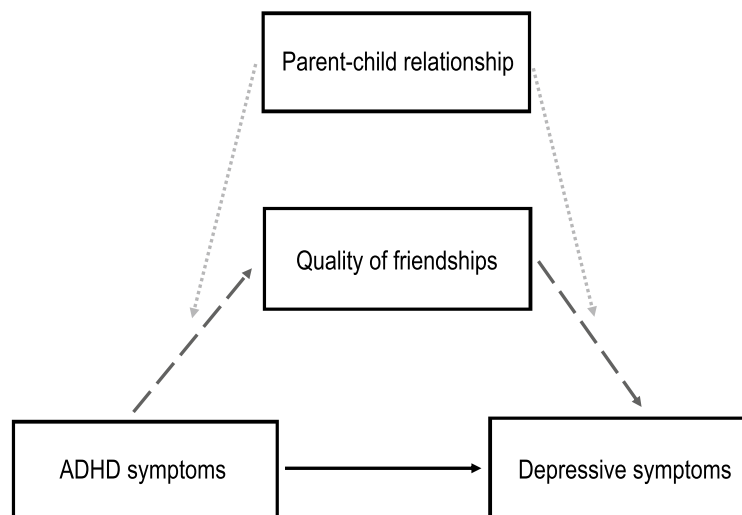 Parent-child relationship
Quality of friendships
ADHD symptoms
Depressive symptoms